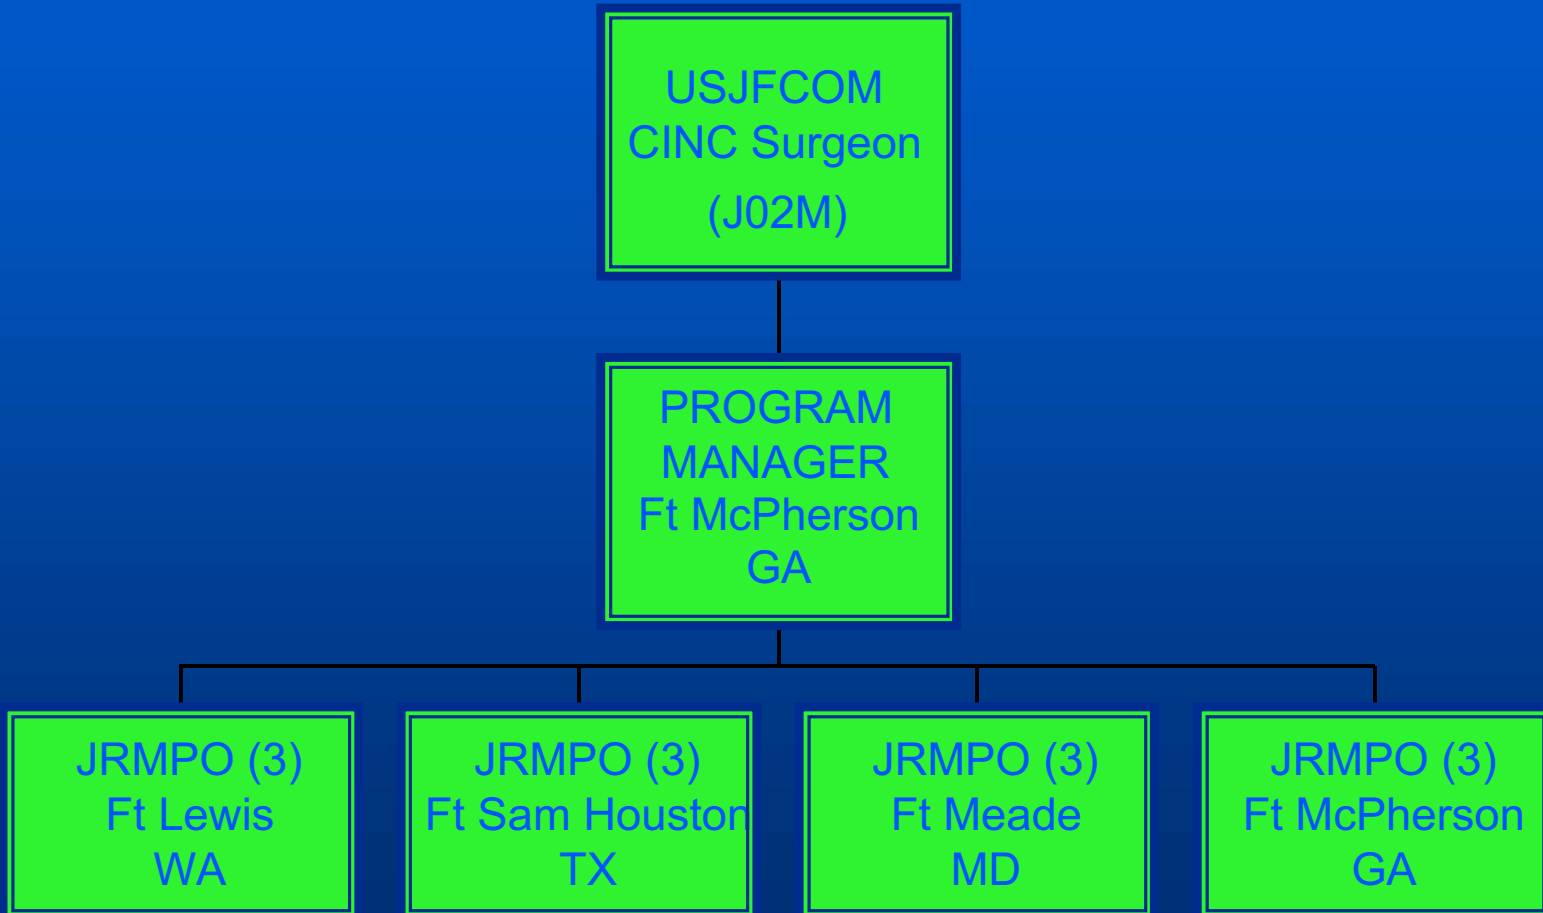 USJFCOM
CINC Surgeon
(J02M)
PROGRAM
MANAGER
Ft McPherson
GA
JRMPO (3)
Ft Lewis
WA
JRMPO (3)
Ft Sam Houston
TX
JRMPO (3)
Ft Meade
MD
JRMPO (3)
Ft McPherson
GA